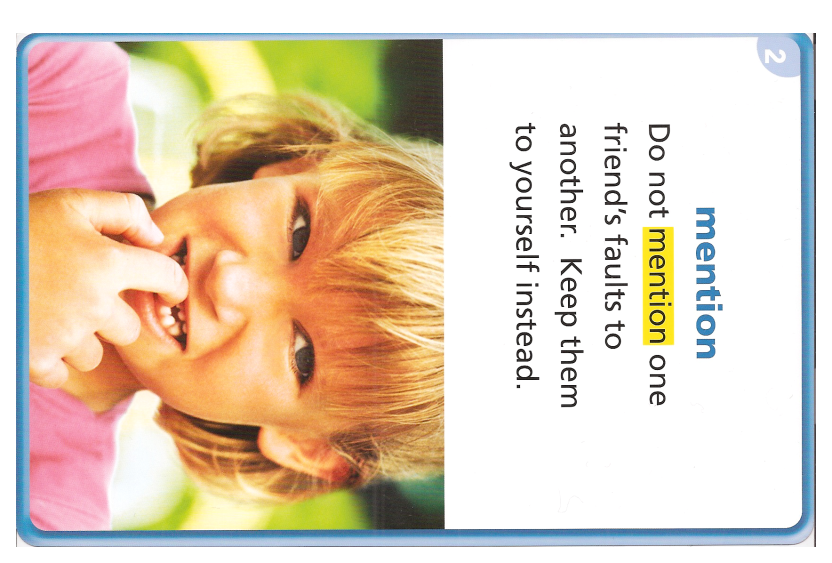 2
mention
Do not mention one
friend's faults to
another. Keep them
to yourself instead.